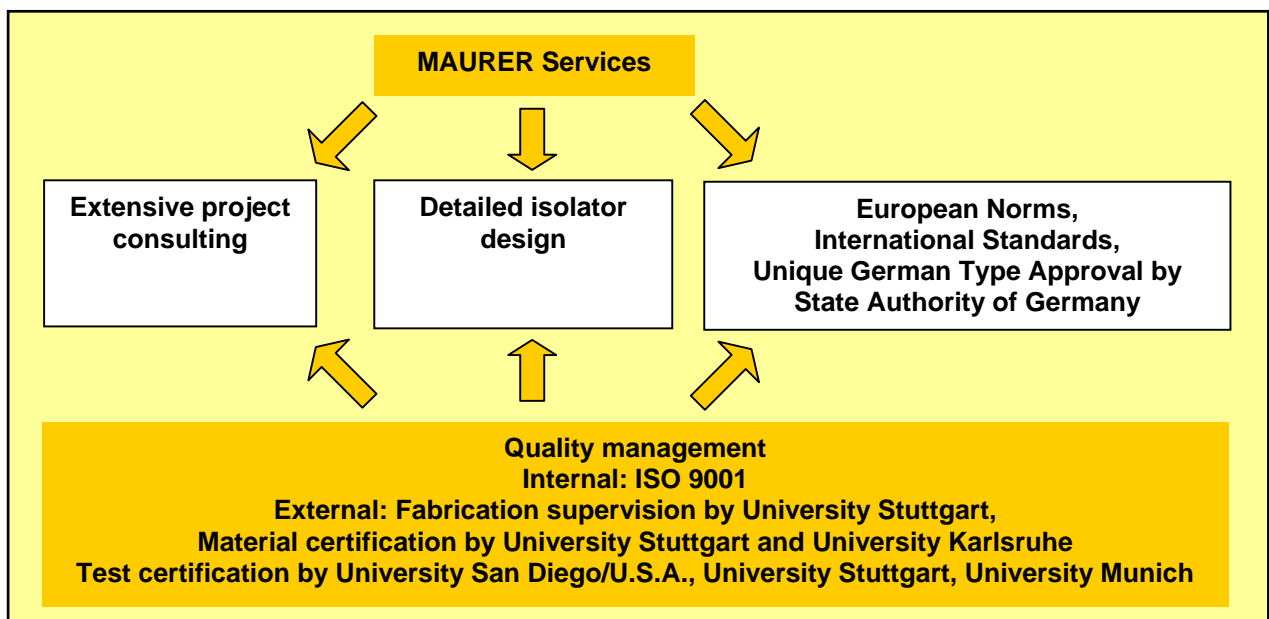 MAURER Services
Extensive project
consulting
Detailed isolator
design
European Norms,
International Standards,
Unique German Type Approval by
State Authority of Germany
Quality management
Internal: ISO 9001
External: Fabrication supervision by University Stuttgart,
Material certification by University Stuttgart and University Karlsruhe
Test certification by University San Diego/U.S.A., University Stuttgart, University Munich